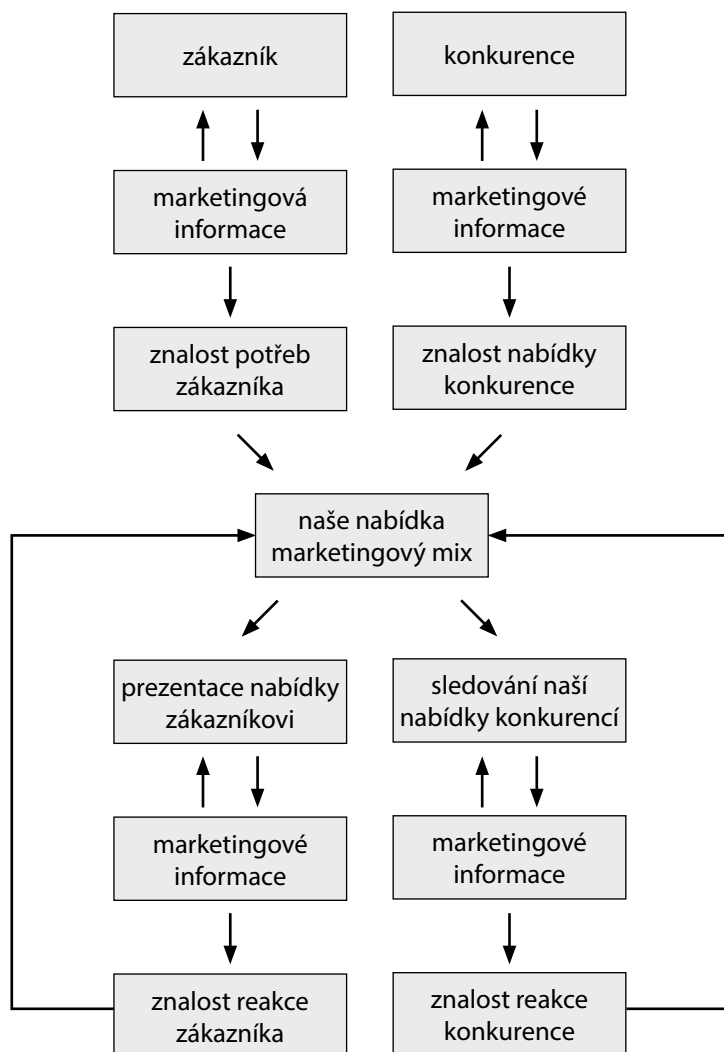 zákazník
konkurence
marketingová
informace
marketingové
informace
znalost potřeb
zákazníka
znalost nabídky
konkurence
naše nabídka
marketingový mix
prezentace nabídky
zákazníkovi
sledování naší
nabídky konkurencí
marketingové
informace
marketingové
informace
znalost reakce
zákazníka
znalost reakce
konkurence